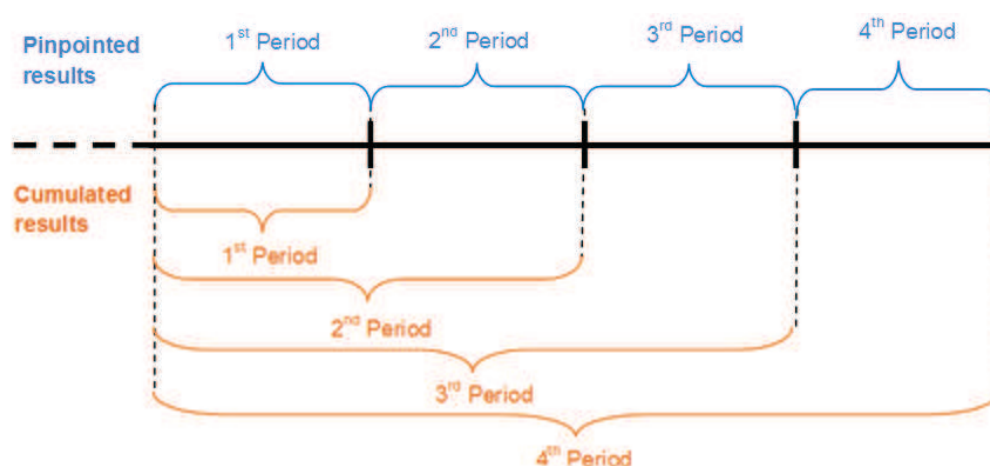 Pinpointed
results
1st Period
2nd Period
3rd Period
4th Period
Cumulated
results
1st Period
2nd Period
3rd Period
4th Period